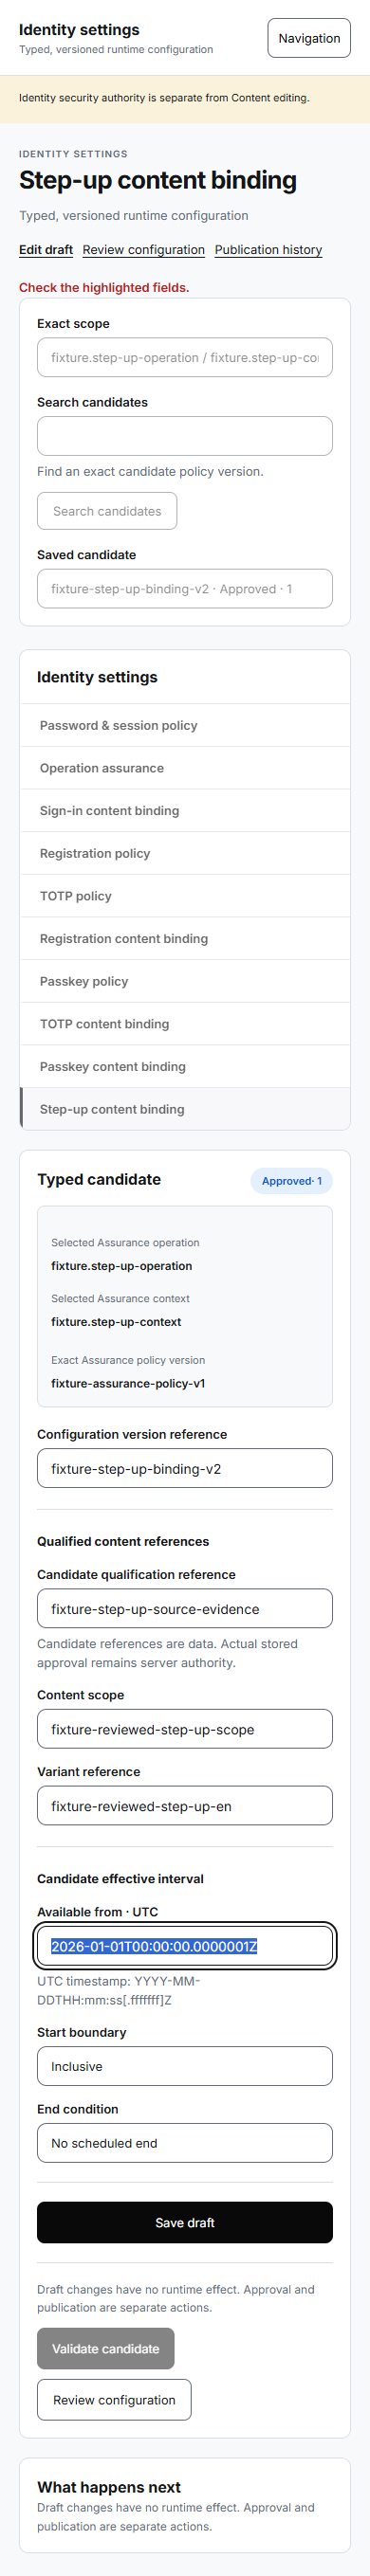 Identity settings
Typed, versioned runtime configuration
Navigation
Identity security authority is separate from Content editing.
IDENTITY SETTINGS
Step-up content binding
Typed, versioned runtime configuration
Edit draft Review configuration Publication history
Check the highlighted fields.
Exact scope
fixture.step-up-operation / fixture.step-up-co
Search candidates
Find an exact candidate policy version.
Search candidates
Saved candidate
fixture-step-up-binding-v2 · Approved · 1
Identity settings
Password & session policy
Operation assurance
Sign-in content binding
Registration policy
TOTP policy
Registration content binding
Passkey policy
TOTP content binding
Passkey content binding
Step-up content binding
Typed candidate
Approved· 1
Selected Assurance operation
fixture.step-up-operation
Selected Assurance context
fixture.step-up-context
Exact Assurance policy version
fixture-assurance-policy-v1
Configuration version reference
fixture-step-up-binding-v2
Qualified content references
Candidate qualification reference
fixture-step-up-source-evidence
Candidate references are data. Actual stored
approval remains server authority.
Content scope
fixture-reviewed-step-up-scope
Variant reference
fixture-reviewed-step-up-en
Candidate effective interval
Available from · UTC
2026-01-01T00:00:00.0000001Z
UTC timestamp: YYYY-MM-
DDTHH:mm:ss[.fffffff]Z
Start boundary
Inclusive
End condition
No scheduled end
Save draft
Draft changes have no runtime effect. Approval and
publication are separate actions.
Validate candidate
Review configuration
What happens next
Draft changes have no runtime effect. Approval and
publication are separate actions.